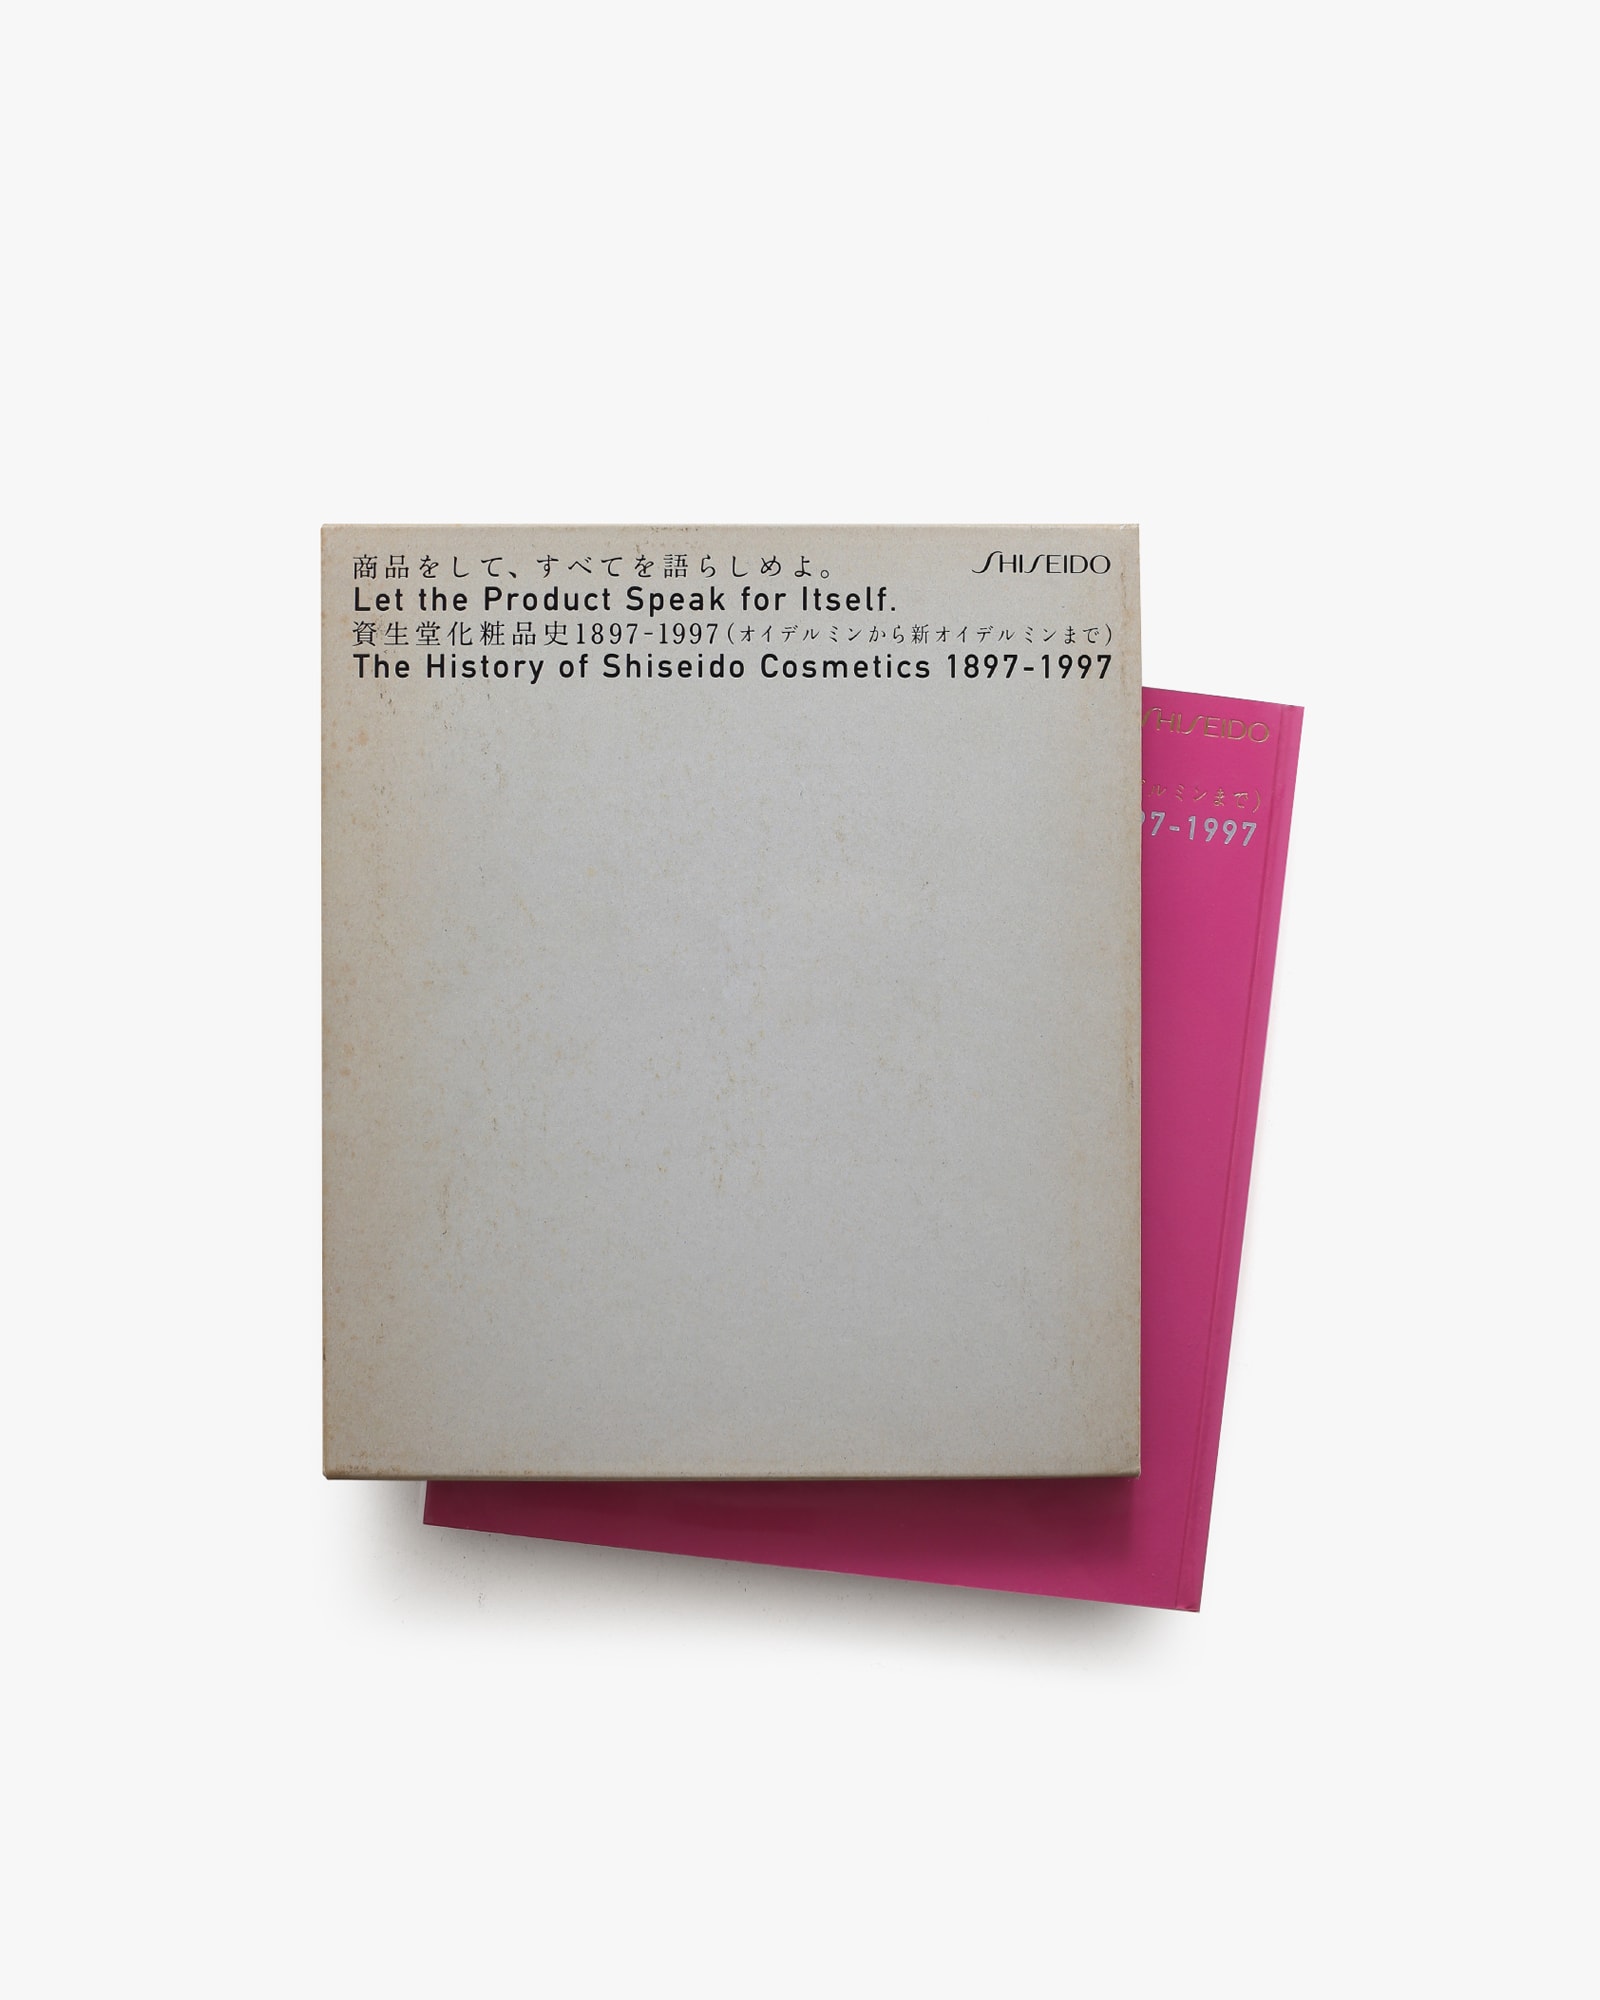 商品をして、すべてを語らしめよ。 SHISEIDO
Let the Product Speak for Itself.
資生堂化粧品史1897-1997(オイデルミンから新オイデルミンまで)
The History of Shiseido Cosmetics 1897-1997
SHISEIDO
ルミンまで)
97-1997